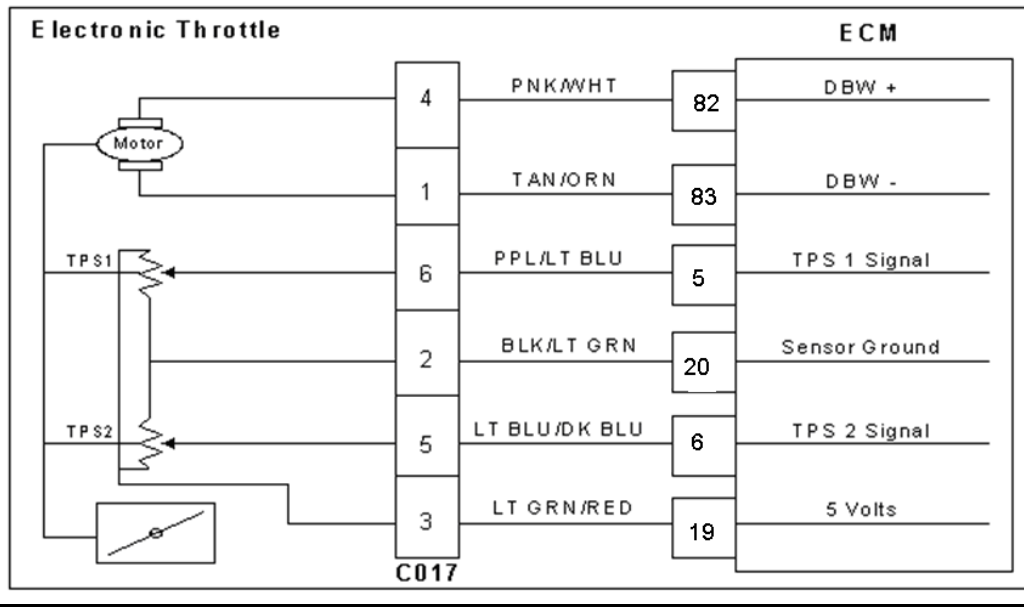 Electronic Throttle
ECM
4 PNK/WHT 82 DBW +
Motor
1 TAN/ORN 83 DBW -
TPS1 6 PPL/LT BLU 5 TPS 1 Signal
2 BLK/LT GRN 20 Sensor Ground
TPS2 5 LT BLU/DK BLU 6 TPS 2 Signal
3 LT GRN/RED 19 5 Volts
C017